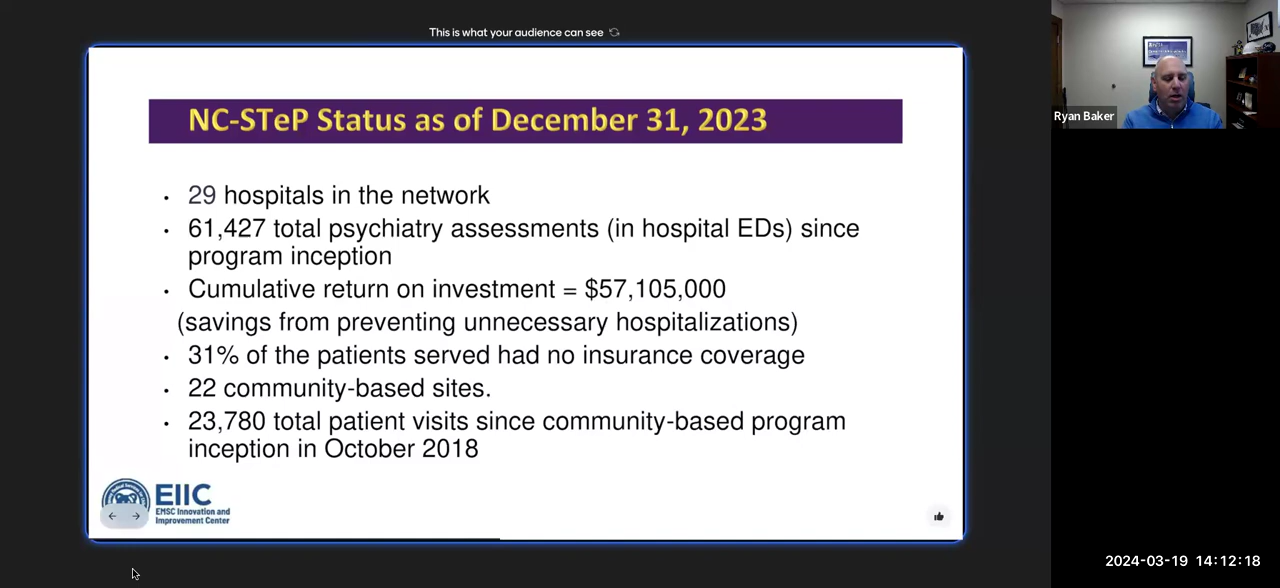 This is what your audience can see
NC-STeP Status as of December 31, 2023
• 29 hospitals in the network
• 61,427 total psychiatry assessments (in hospital EDs) since
program inception
• Cumulative return on investment = $57,105,000
(savings from preventing unnecessary hospitalizations)
• 31% of the patients served had no insurance coverage
• 22 community-based sites.
• 23,780 total patient visits since community-based program
inception in October 2018
EIIC
EMSC Innovation and
Improvement Center
Ryan Baker
2024-03-19 14:12:18